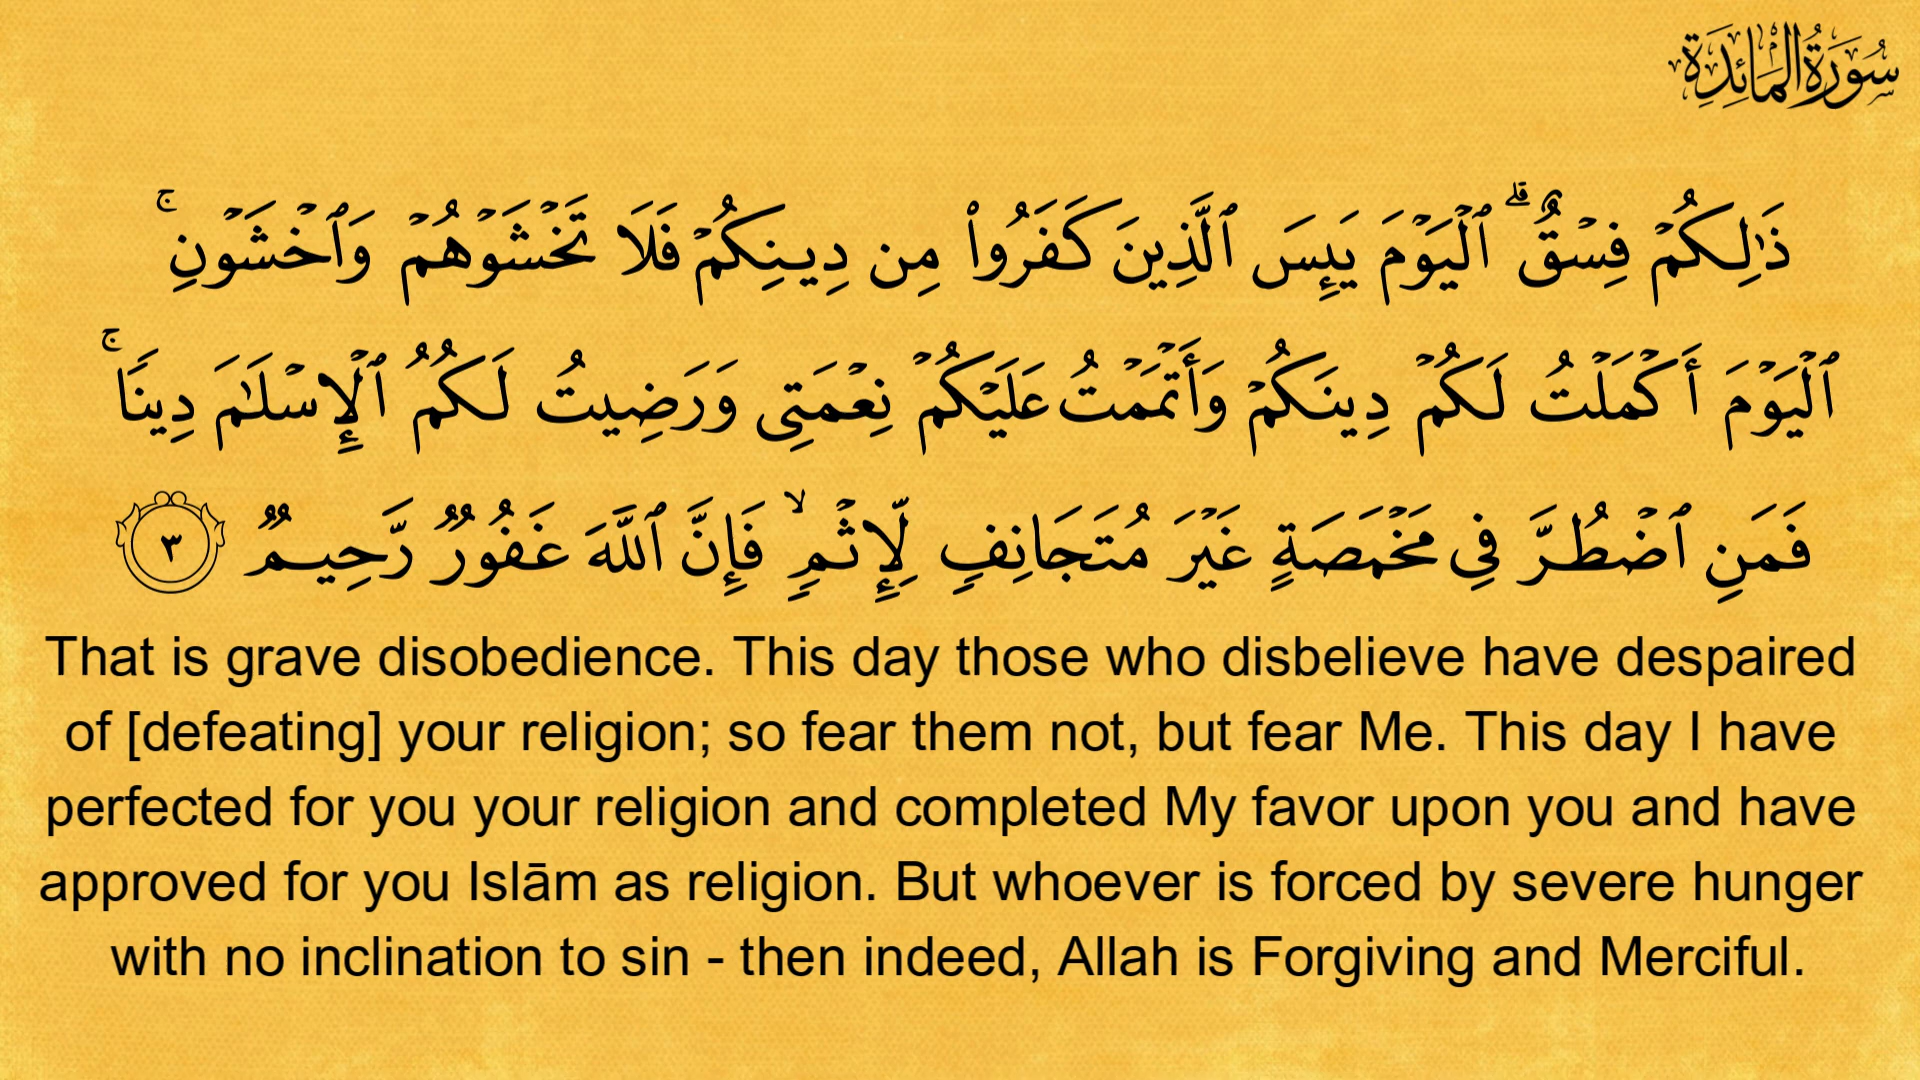 سُورَةُ الْمَائِدَةِ
ذَٰلِكُمۡ فِسۡقٌۗ ٱلۡيَوۡمَ يَئِسَ ٱلَّذِينَ كَفَرُواْ مِن دِينِكُمۡ فَلَا تَخۡشَوۡهُمۡ وَٱخۡشَوۡنِۚ
ٱلۡيَوۡمَ أَكۡمَلۡتُ لَكُمۡ دِينَكُمۡ وَأَتۡمَمۡتُ عَلَيۡكُمۡ نِعۡمَتِي وَرَضِيتُ لَكُمُ ٱلۡإِسۡلَٰمَ دِينٗاۚ
فَمَنِ ٱضۡطُرَّ فِي مَخۡمَصَةٍ غَيۡرَ مُتَجَانِفٖ لِّإِثۡمٖ ۙ فَإِنَّ ٱللَّهَ غَفُورٞ رَّحِيمٞ ٣
That is grave disobedience. This day those who disbelieve have despaired
of [defeating] your religion; so fear them not, but fear Me. This day I have
perfected for you your religion and completed My favor upon you and have
approved for you Islām as religion. But whoever is forced by severe hunger
with no inclination to sin - then indeed, Allah is Forgiving and Merciful.